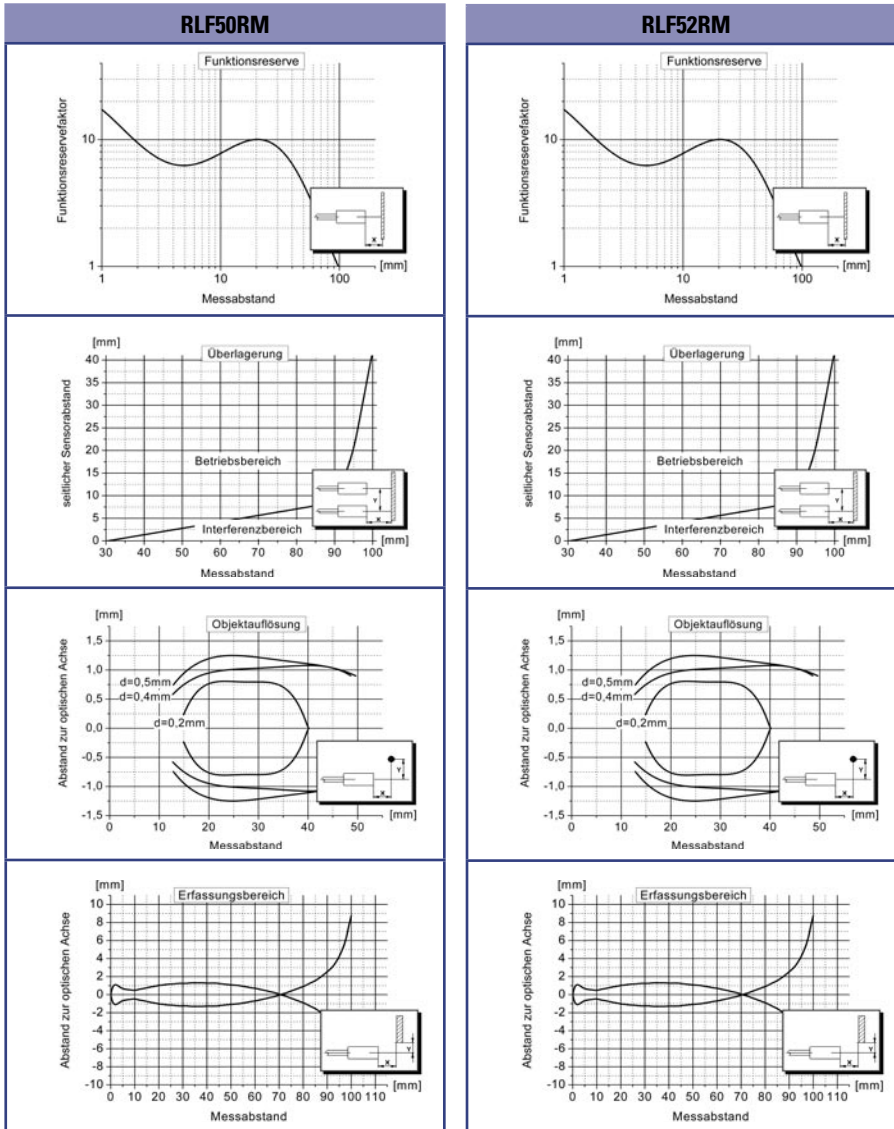 RLF50RM
Funktionsreserve
Funktionsreservefaktor
10
1
1 10 100 [mm]
Messabstand
X
[mm]
Überlagerung
seitlicher Sensorabstand
40
35
30
25
20
15
10
5
0
Betriebsbereich
Interferenzbereich
Y
X
30 40 50 60 70 80 90 100 [mm]
Messabstand
[mm]
Objektauflösung
Abstand zur optischen Achse
1,5
1,0
0,5
0,0
-0,5
-1,0
-1,5
d=0,5mm
d=0,4mm
d=0,2mm
Y
X
0 10 20 30 40 50 [mm]
Messabstand
[mm]
Erfassungsbereich
Abstand zur optischen Achse
10
8
6
4
2
0
-2
-4
-6
-8
-10
Y
X
0 10 20 30 40 50 60 70 80 90 100 110 [mm]
Messabstand
RLF52RM
Funktionsreserve
Funktionsreservefaktor
10
1
1 10 100 [mm]
Messabstand
X
[mm]
Überlagerung
seitlicher Sensorabstand
40
35
30
25
20
15
10
5
0
Betriebsbereich
Interferenzbereich
Y
X
30 40 50 60 70 80 90 100 [mm]
Messabstand
[mm]
Objektauflösung
Abstand zur optischen Achse
1,5
1,0
0,5
0,0
-0,5
-1,0
-1,5
d=0,5mm
d=0,4mm
d=0,2mm
Y
X
0 10 20 30 40 50 [mm]
Messabstand
[mm]
Erfassungsbereich
Abstand zur optischen Achse
10
8
6
4
2
0
-2
-4
-6
-8
-10
Y
X
0 10 20 30 40 50 60 70 80 90 100 110 [mm]
Messabstand